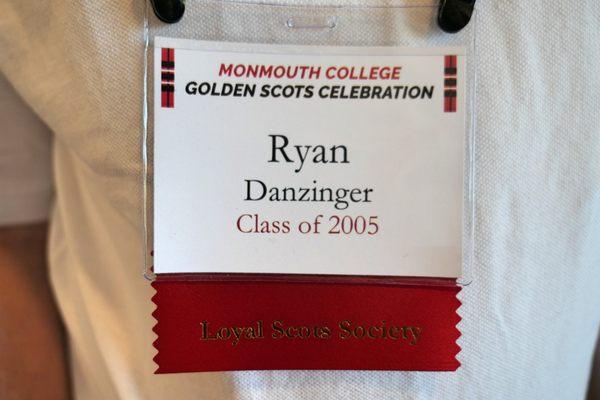 MONMOUTH COLLEGE
GOLDEN SCOTS CELEBRATION
Ryan
Danzinger
Class of 2005
Loyal Scots Society